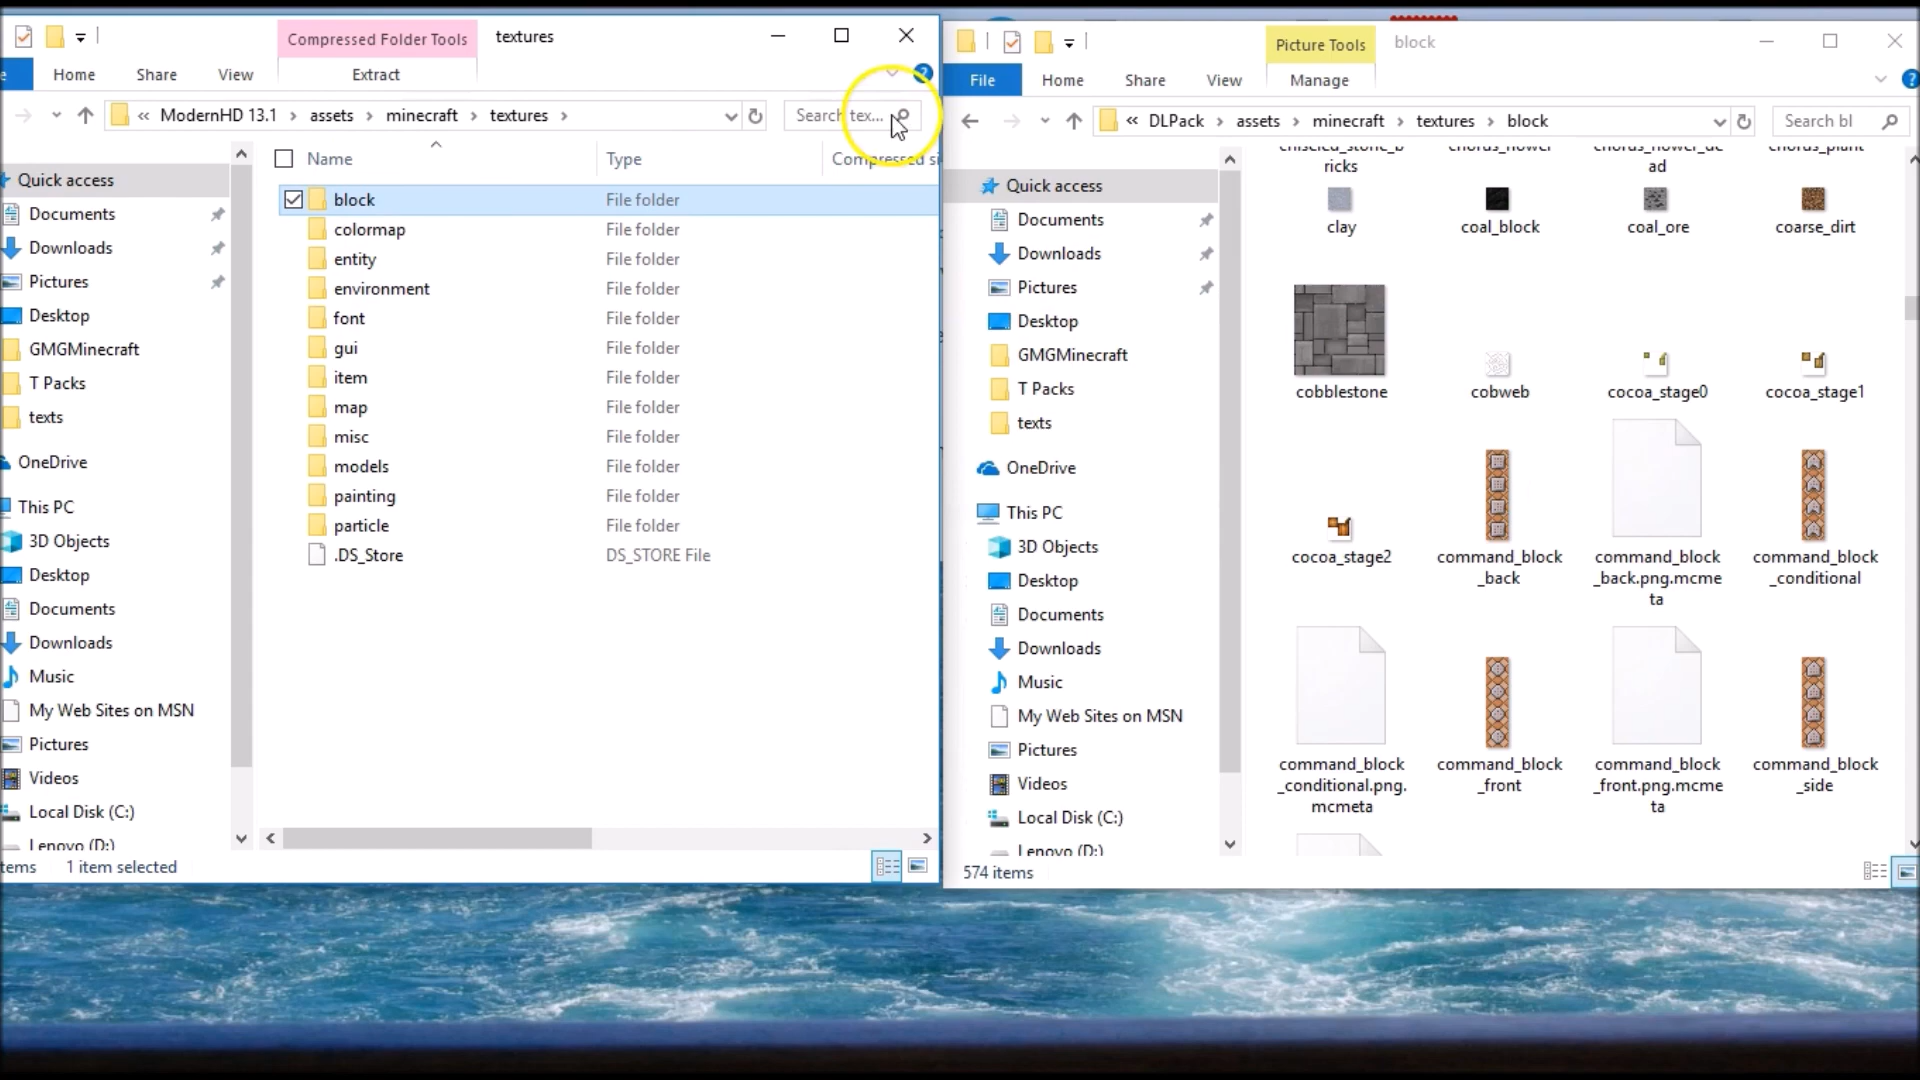 Compressed Folder Tools
textures
Home
Share
View
Extract
?
« ModernHD 13.1 > assets > minecraft > textures >
Search tex...
Name
Type
Compressed si
Quick access
Documents
Downloads
Pictures
Desktop
GMGMinecraft
T Packs
texts
OneDrive
This PC
3D Objects
Desktop
Documents
Downloads
Music
My Web Sites on MSN
Pictures
Videos
Local Disk (C:)
Lenovo (D:)
block File folder
colormap File folder
entity File folder
environment File folder
font File folder
gui File folder
item File folder
map File folder
misc File folder
models File folder
painting File folder
particle File folder
.DS_Store DS_STORE File
tems 1 item selected
Picture Tools
block
File
Home
Share
View
Manage
?
« DLPack > assets > minecraft > textures > block
Search bl
Quick access
Documents
Downloads
Pictures
Desktop
GMGMinecraft
T Packs
texts
OneDrive
This PC
3D Objects
Desktop
Documents
Downloads
Music
My Web Sites on MSN
Pictures
Videos
Local Disk (C:)
Lenovo (D:)
chiseled_stone_b
ricks
chorus_flower
chorus_flower_de
ad
chorus_plant
clay
coal_block
coal_ore
coarse_dirt
cobblestone
cobweb
cocoa_stage0
cocoa_stage1
cocoa_stage2
command_block
_back
command_block
_back.png.mcme
ta
command_block
_conditional
command_block
_conditional.png.
mcmeta
command_block
_front
command_block
_front.png.mcme
ta
command_block
_side
574 items